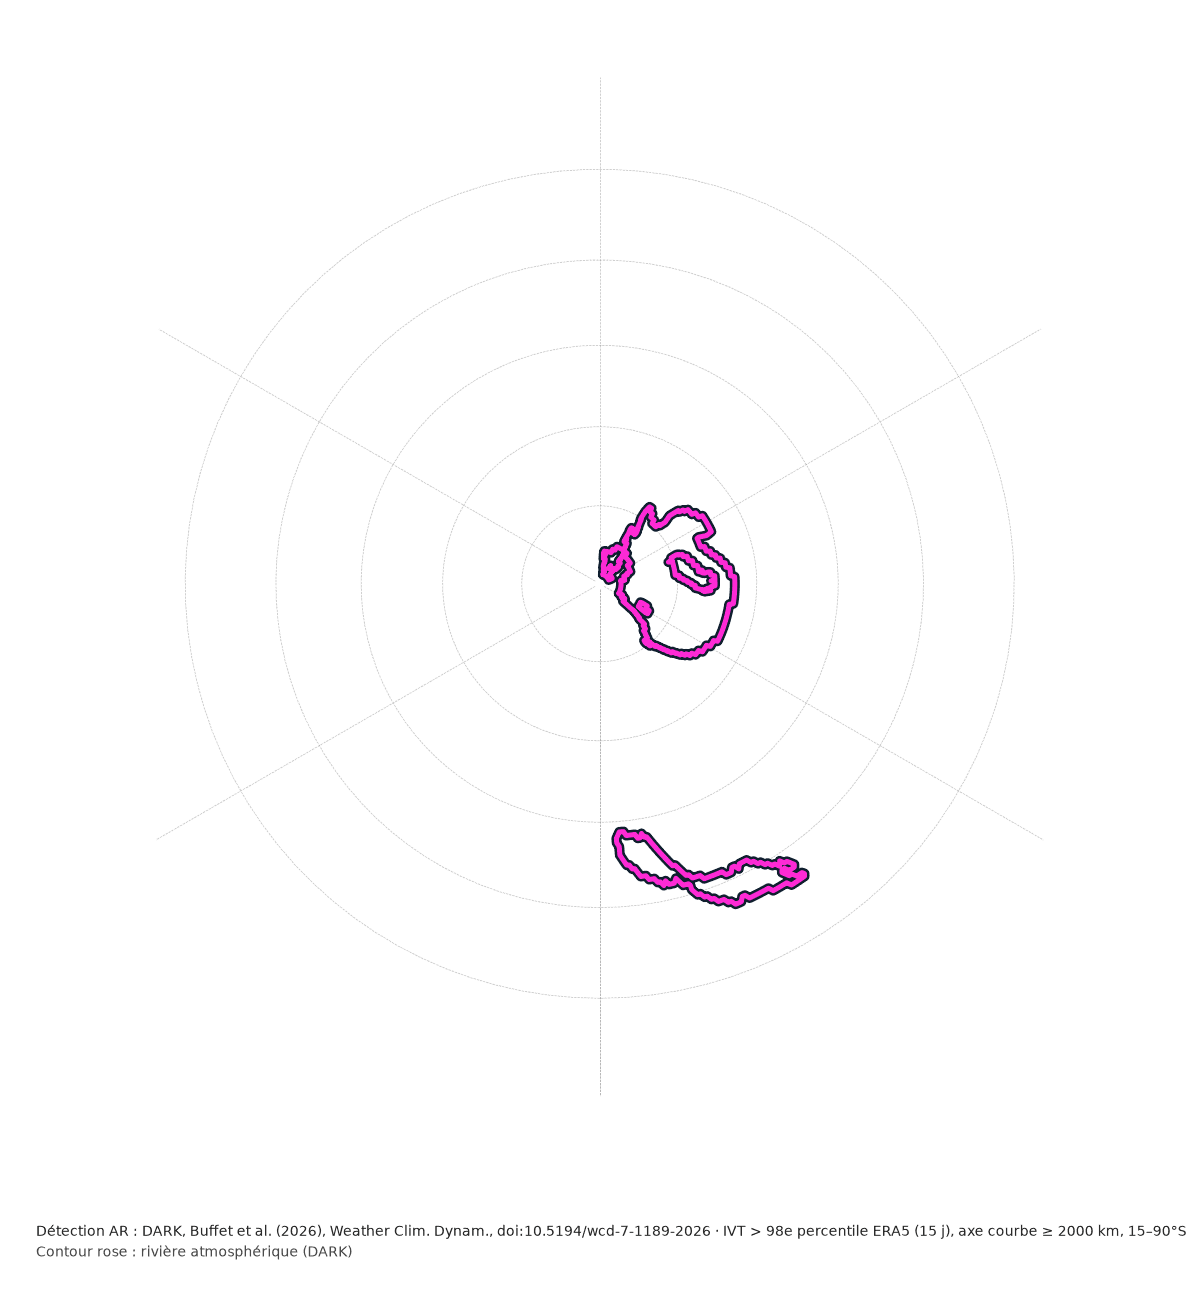 Détection AR : DARK, Buffet et al. (2026), Weather Clim. Dynam., doi:10.5194/wcd-7-1189-2026 · IVT > 98e percentile ERA5 (15 j), axe courbe ≥ 2000 km, 15–90°S
Contour rose : rivière atmosphérique (DARK)